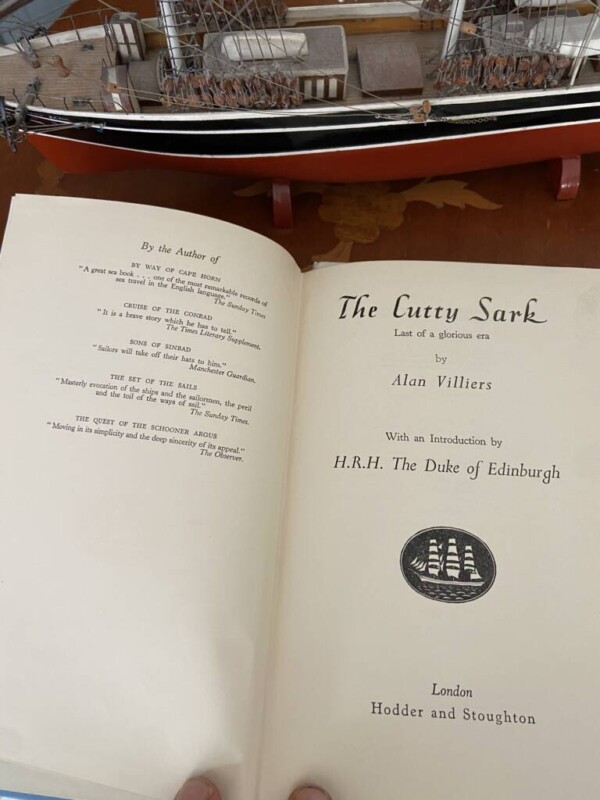 By the Author of
BY WAY OF CAPE HORN
"A great sea book . . . one of the most remarkable records of
sea travel in the English language."
The Sunday Times
CRUISE OF THE CONRAD
"It is a brave story which he has to tell."
The Times Literary Supplement.
SONS OF SINBAD
"Sailors will take off their hats to him."
Manchester Guardian.
THE SET OF THE SAILS
"Masterly evocation of the ships and the sailormen, the peril
and the toil of the ways of sail."
The Sunday Times.
THE QUEST OF THE SCHOONER ARGUS
"Moving in its simplicity and the deep sincerity of its appeal."
The Observer.
The Cutty Sark
Last of a glorious era
by
Alan Villiers
With an Introduction by
H.R.H. The Duke of Edinburgh
London
Hodder and Stoughton